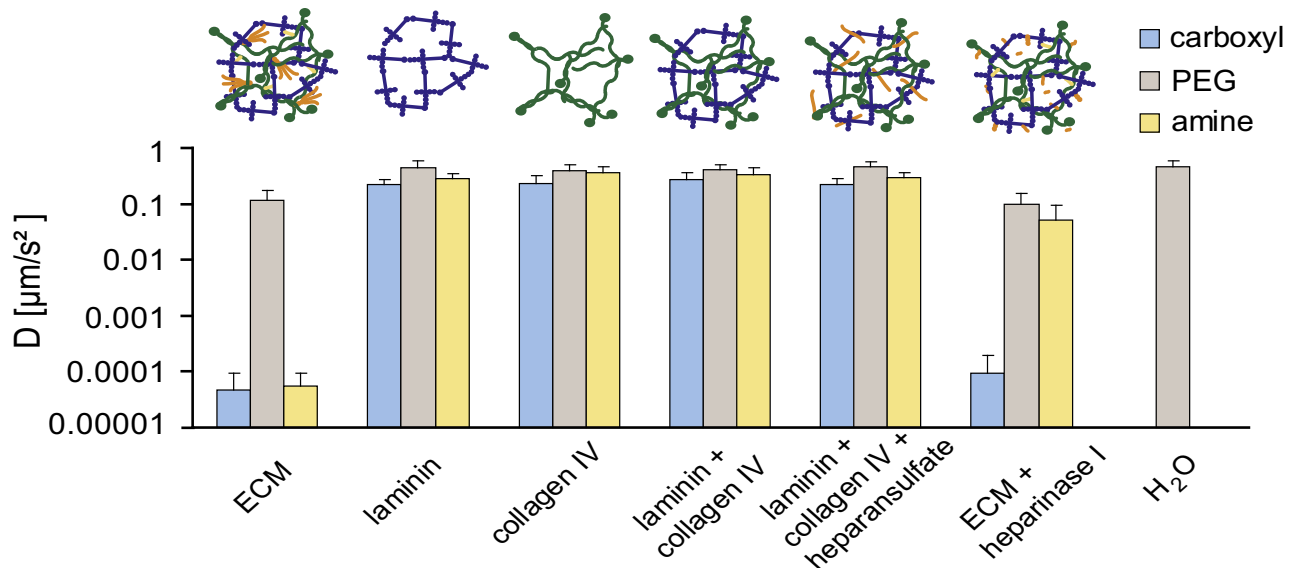 carboxyl
PEG
amine
1
0.1
0.01
0.001
0.0001
0.00001
D [µm/s²]
ECM
laminin
collagen IV
laminin +
collagen IV
laminin +
collagen IV +
heparansulfate
ECM +
heparinase I
H₂O